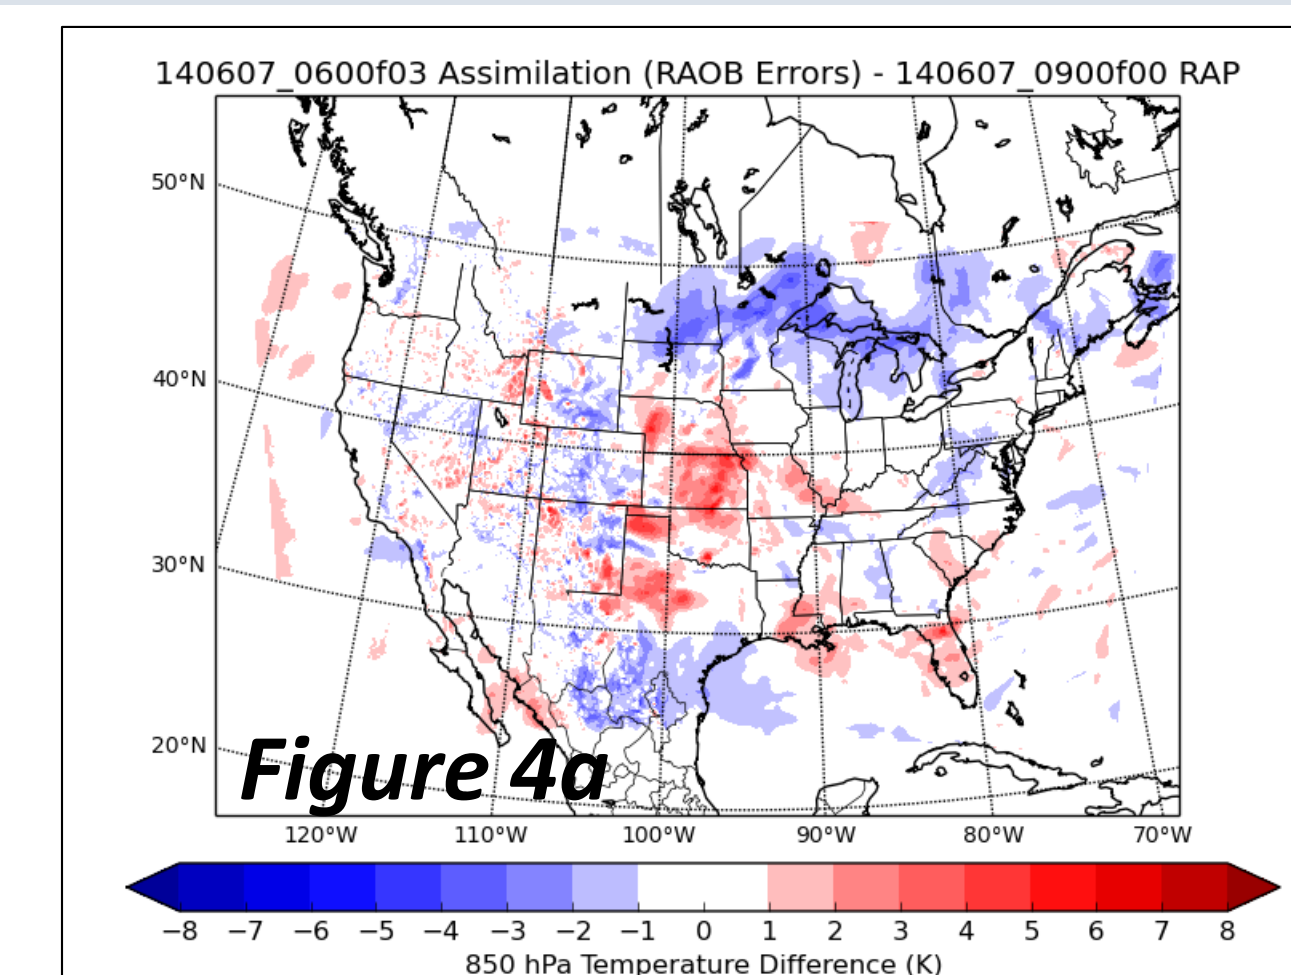 140607_0600f03 Assimilation (RAOB Errors) - 140607_0900f00 RAP
50°N
40°N
30°N
20°N
Figure 4a
120°W 110°W 100°W 90°W 80°W 70°W
−8 −7 −6 −5 −4 −3 −2 −1 0 1 2 3 4 5 6 7 8
850 hPa Temperature Difference (K)